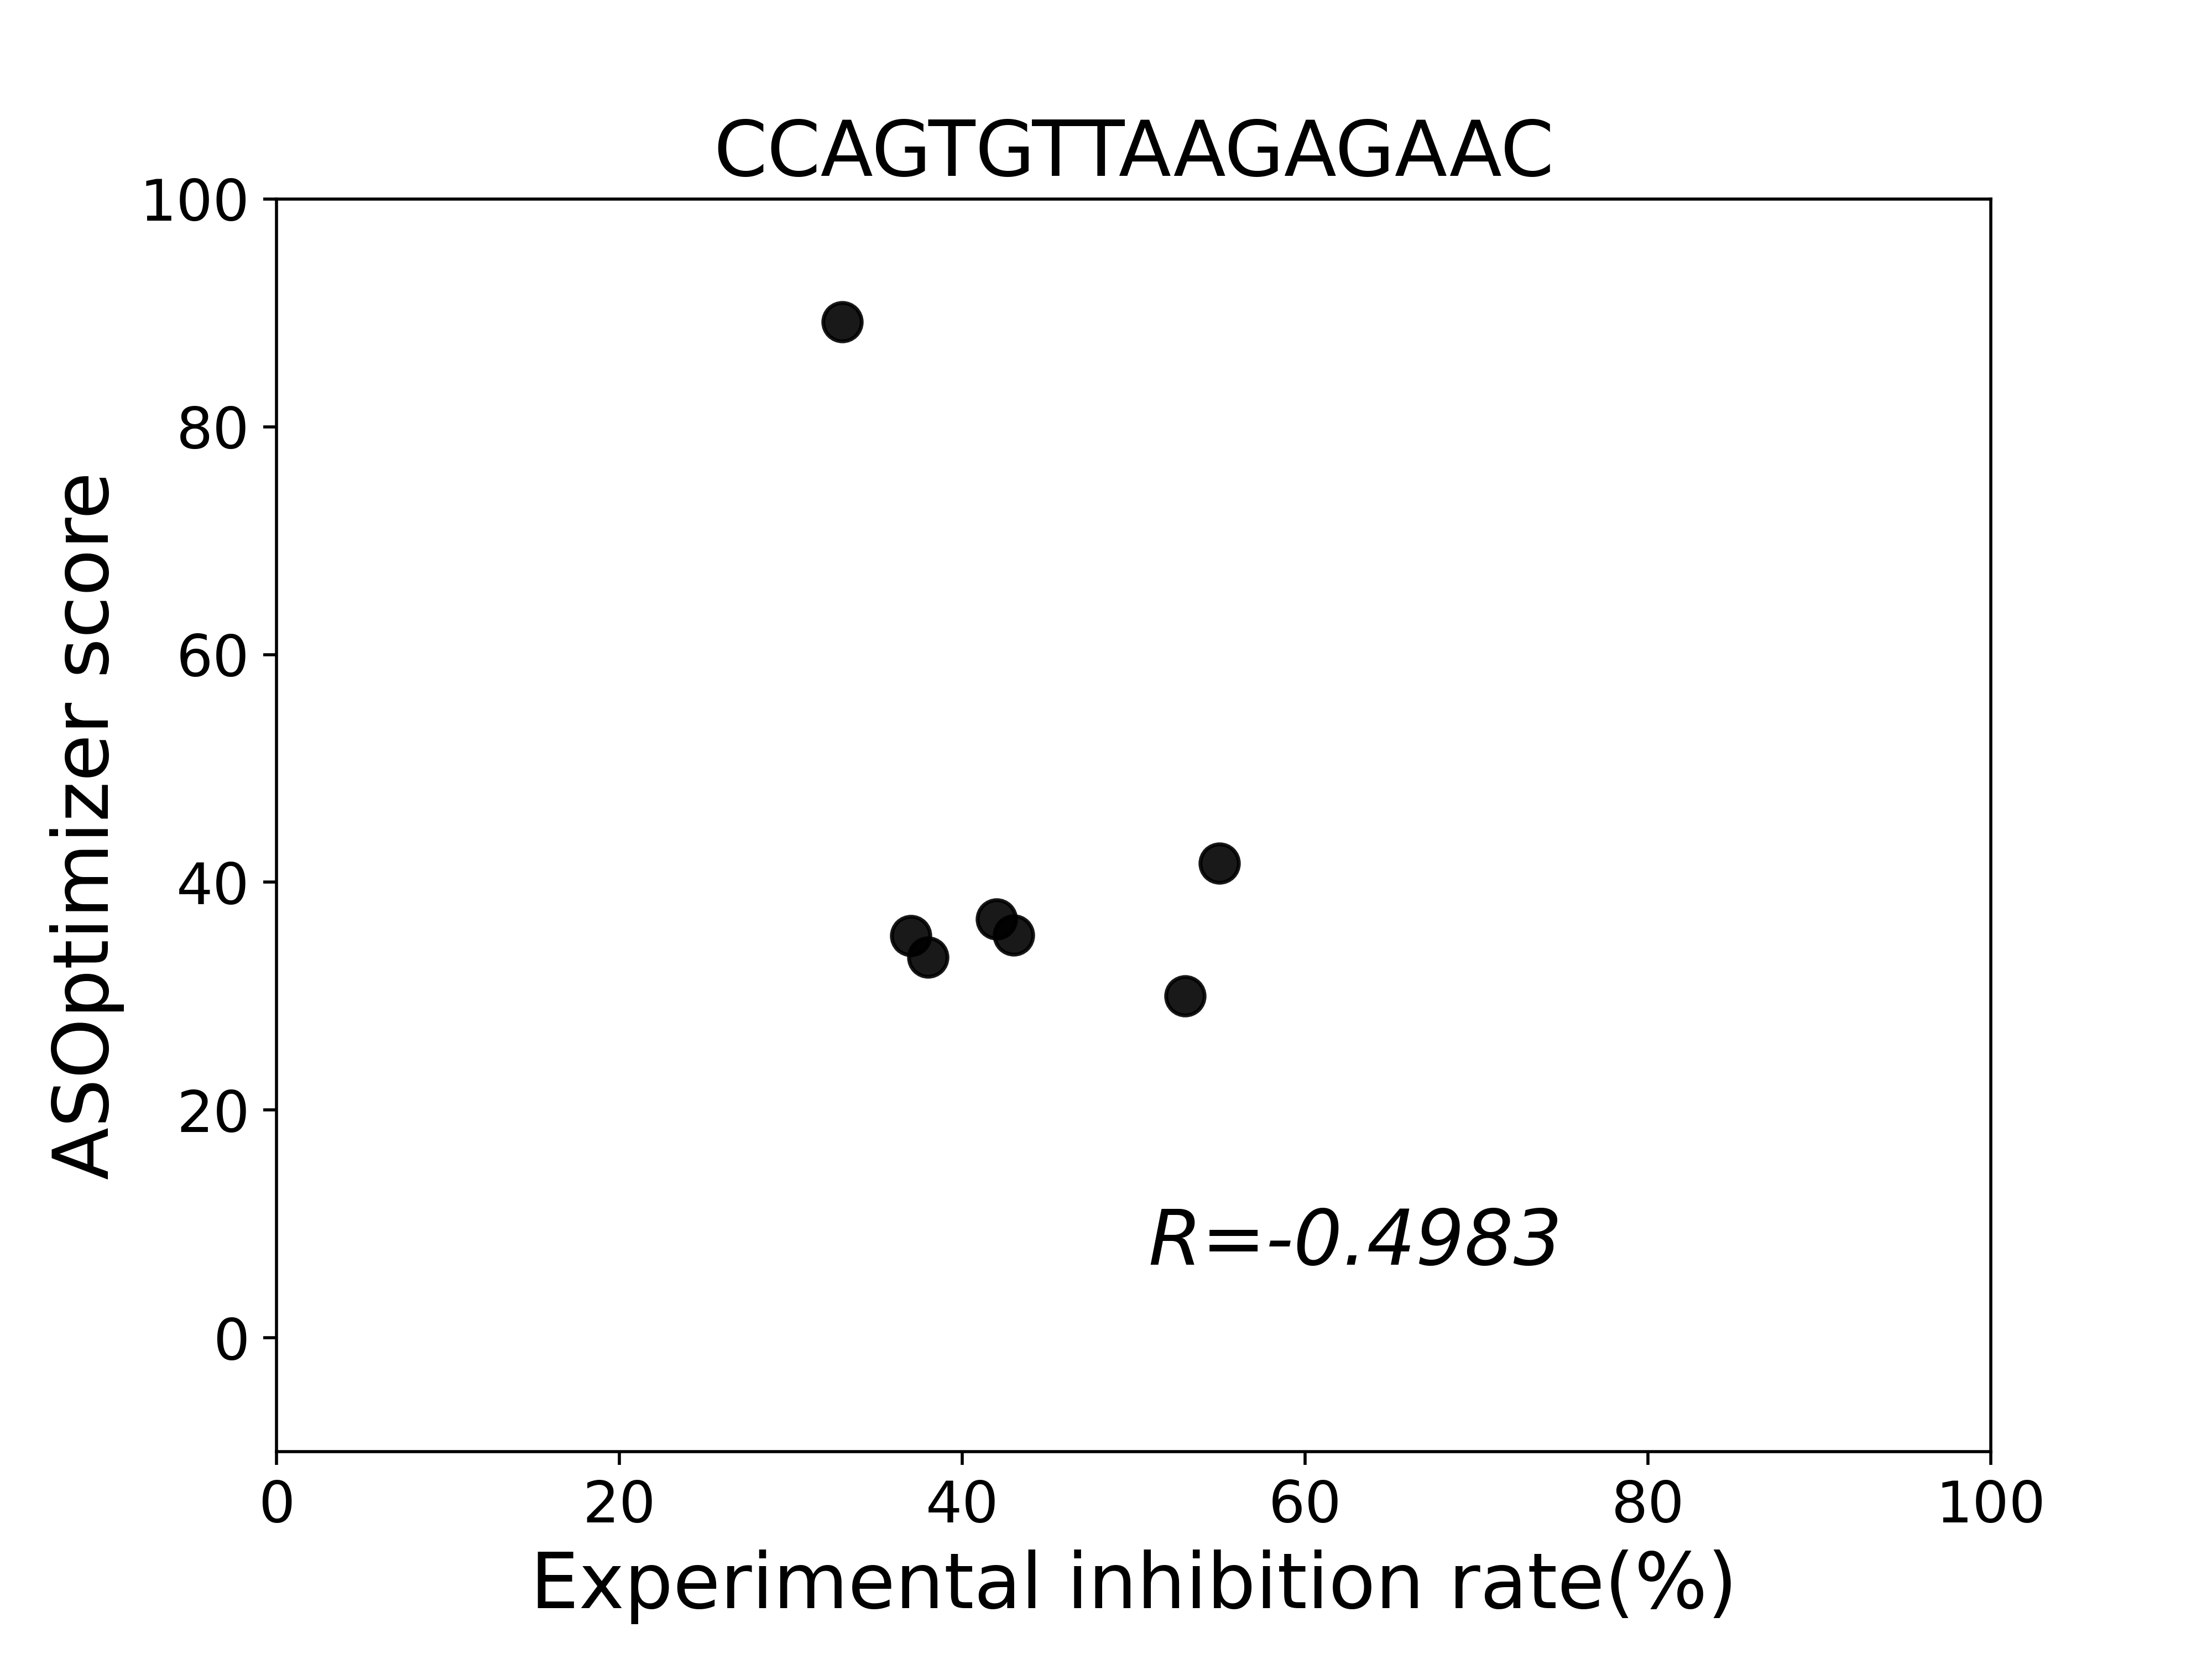 CCAGTGTTAAGAGAAC
100
80
60
40
20
0
ASOptimizer score
R=-0.4983
0 20 40 60 80 100
Experimental inhibition rate(%)